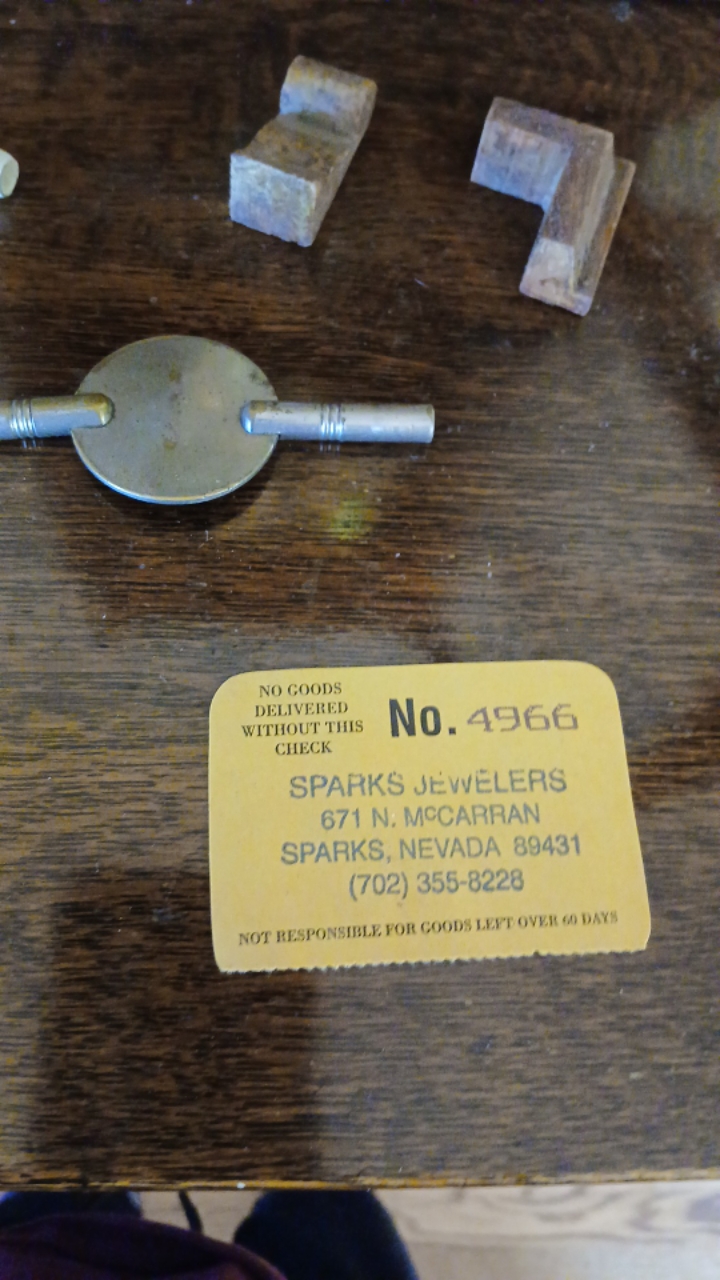 NO GOODS
DELIVERED
WITHOUT THIS
CHECK
No. 4966
SPARKS JEWELERS
671 N. McCARRAN
SPARKS, NEVADA 89431
(702) 355-8228
NOT RESPONSIBLE FOR GOODS LEFT OVER 60 DAYS